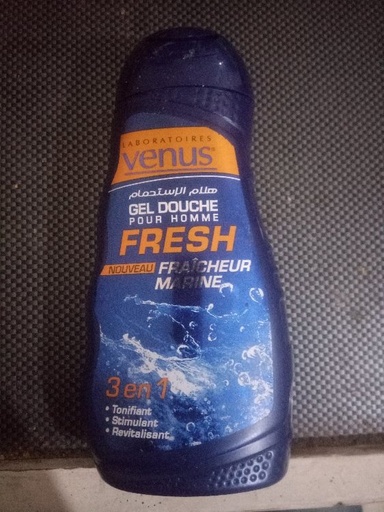 LABORATOIRES
venus
هلام الإستحمام
GEL DOUCHE
POUR HOMME
FRESH
NOUVEAU FRAÎCHEUR
MARINE
3 en 1
• Tonifiant
• Stimulant
• Revitalisant